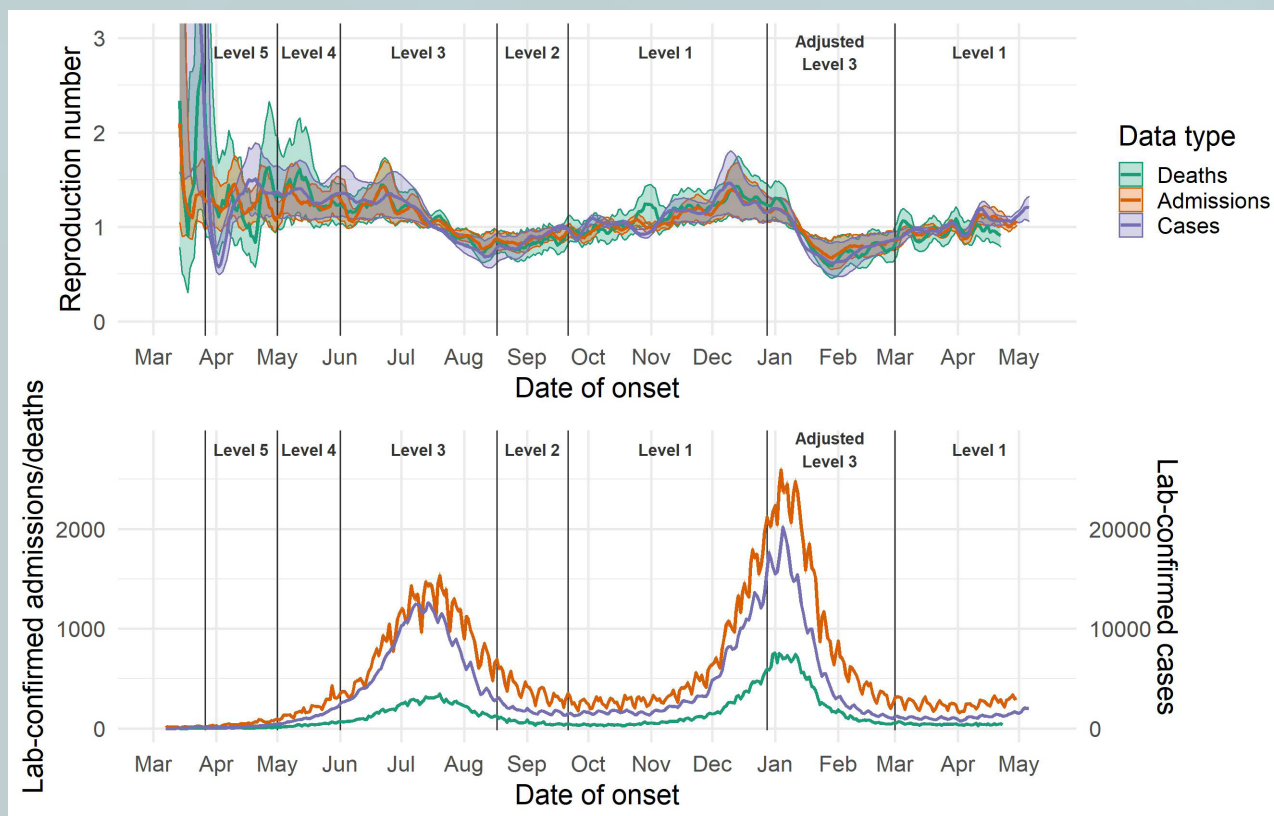 Reproduction number
3
2
1
0
Level 5
Level 4
Level 3
Level 2
Level 1
Adjusted
Level 3
Level 1
Mar Apr May Jun Jul Aug Sep Oct Nov Dec Jan Feb Mar Apr May
Date of onset
Data type
Deaths
Admissions
Cases
Lab-confirmed admissions/deaths
2000
1000
0
Level 5
Level 4
Level 3
Level 2
Level 1
Adjusted
Level 3
Level 1
20000
10000
0
Lab-confirmed cases
Mar Apr May Jun Jul Aug Sep Oct Nov Dec Jan Feb Mar Apr May
Date of onset